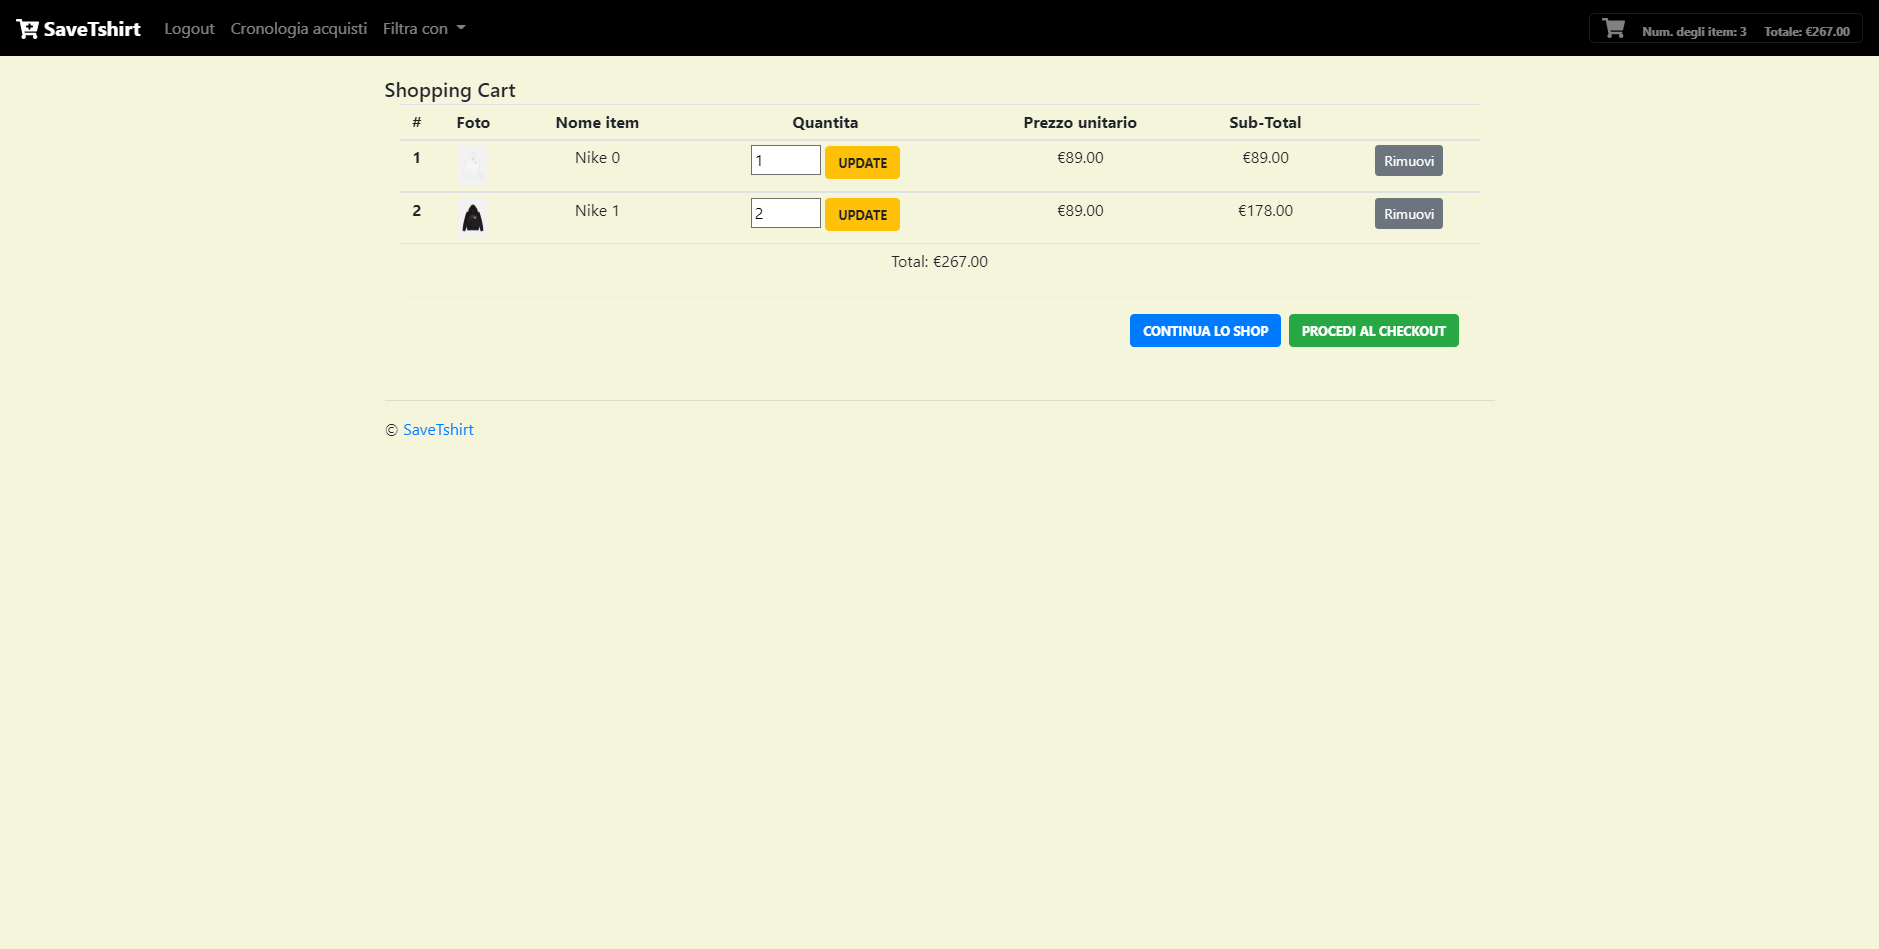 SaveTshirt Logout Cronologia acquisti Filtra con Num. degli item: 3 Totale: €267.00
Shopping Cart
# Foto Nome item Quantita Prezzo unitario Sub-Total
1 Nike 0 1 UPDATE €89.00 €89.00 Rimuovi
2 Nike 1 2 UPDATE €89.00 €178.00 Rimuovi
Total: €267.00
CONTINUA LO SHOP PROCEDI AL CHECKOUT
© SaveTshirt